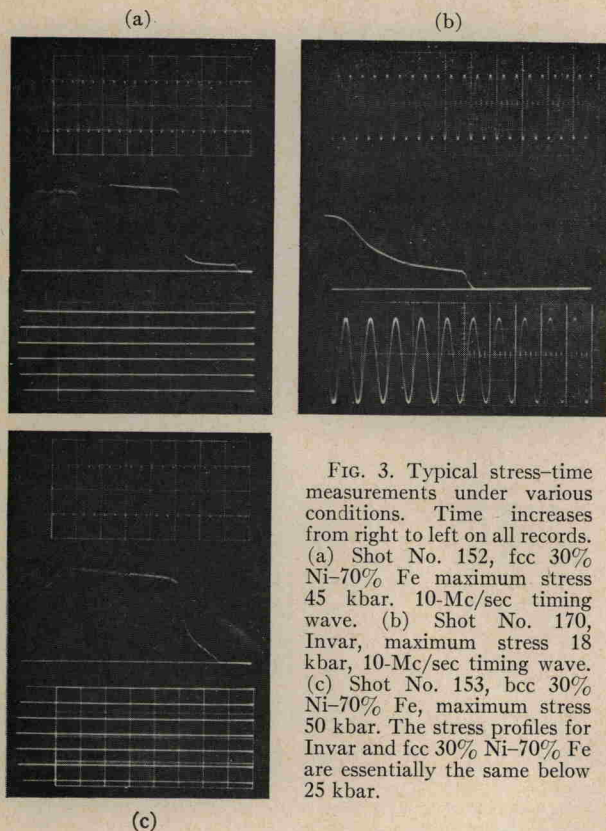 (a)
(b)
FIG. 3. Typical stress–time
measurements under various
conditions. Time increases
from right to left on all records.
(a) Shot No. 152, fcc 30%
Ni–70% Fe maximum stress
45 kbar. 10-Mc/sec timing
wave. (b) Shot No. 170,
Invar, maximum stress 18
kbar, 10-Mc/sec timing wave.
(c) Shot No. 153, bcc 30%
Ni–70% Fe, maximum stress
50 kbar. The stress profiles for
Invar and fcc 30% Ni–70% Fe
are essentially the same below
25 kbar.
(c)